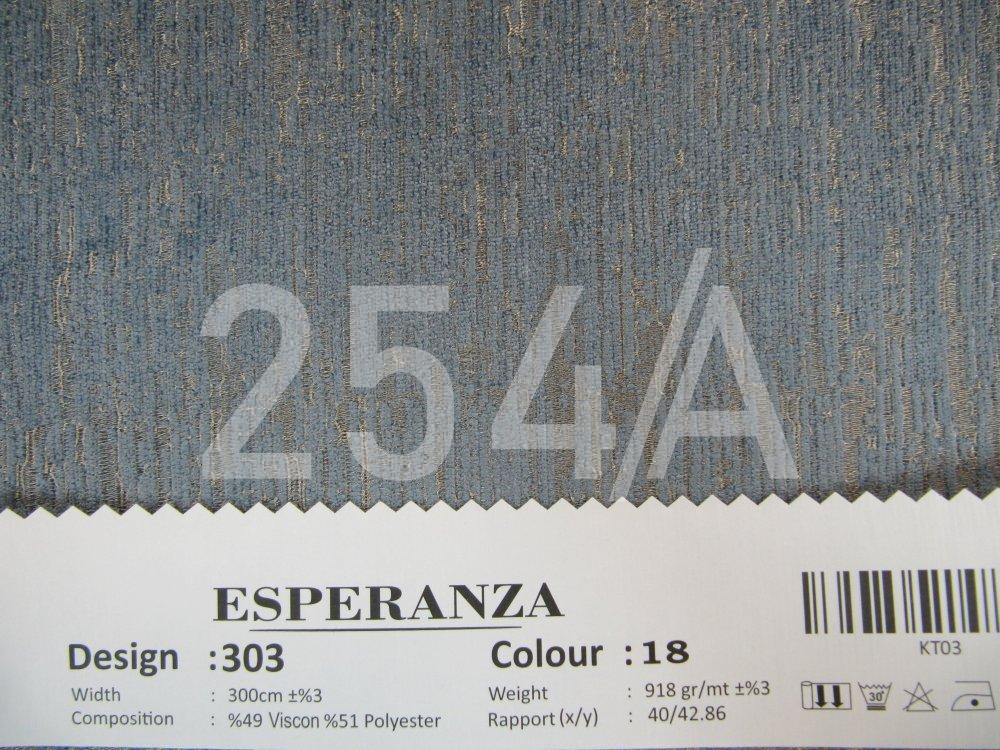 254/A
ESPERANZA
Design :303 Colour :18
Width : 300cm ±%3 Weight : 918 gr/mt ±%3
Composition : %49 Viscon %51 Polyester Rapport (x/y) : 40/42.86
KT03
30°